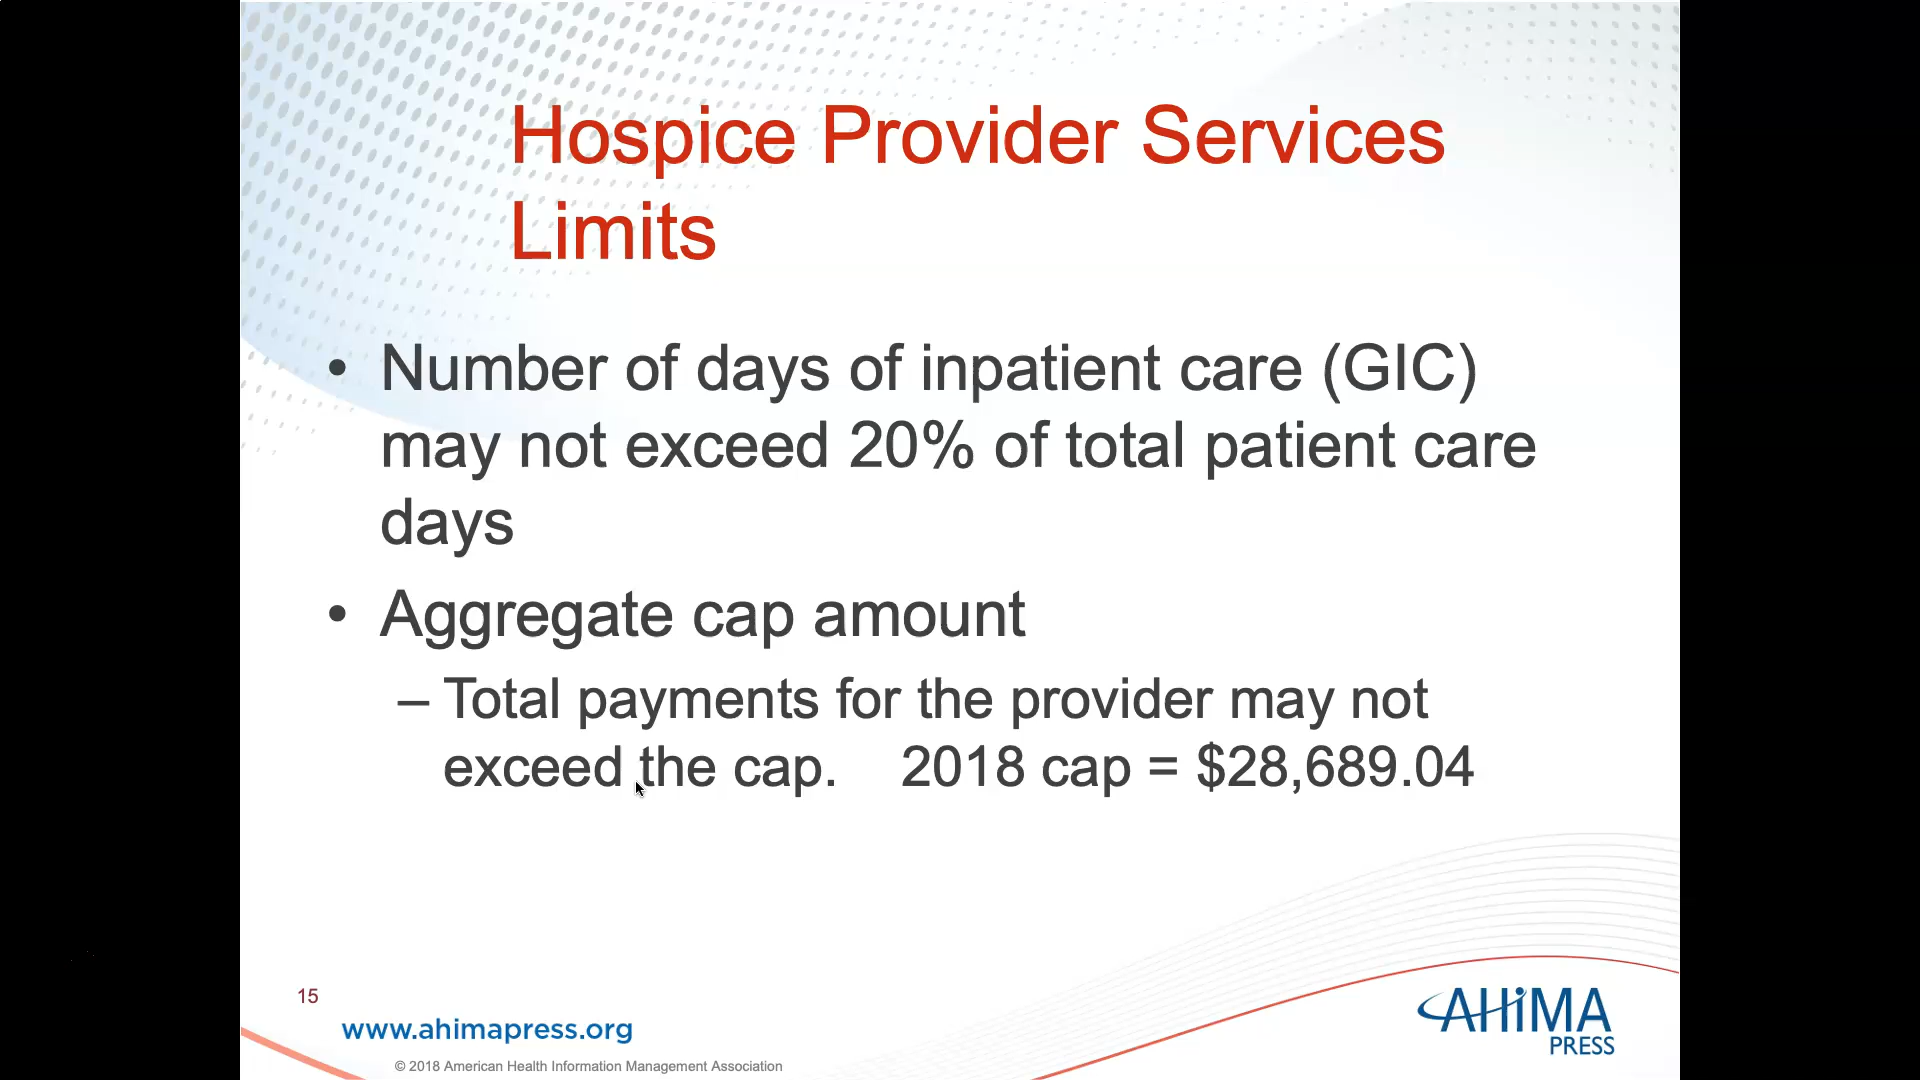 Hospice Provider Services
Limits
• Number of days of inpatient care (GIC)
may not exceed 20% of total patient care
days
• Aggregate cap amount
– Total payments for the provider may not
exceed the cap. 2018 cap = $28,689.04
15
www.ahimapress.org
© 2018 American Health Information Management Association
AHiMA
PRESS